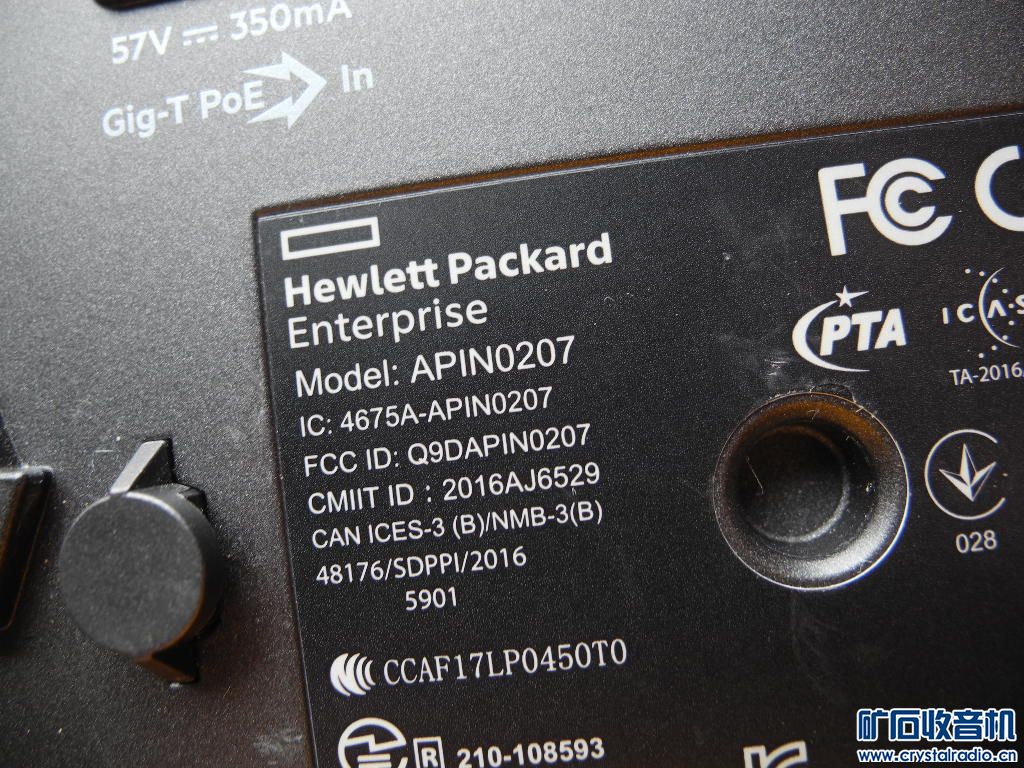 57V ⎓ 350mA
Gig-T PoE In
FC
Hewlett Packard
Enterprise
Model: APIN0207
IC: 4675A-APIN0207
FCC ID: Q9DAPIN0207
CMIIT ID : 2016AJ6529
CAN ICES-3 (B)/NMB-3(B)
48176/SDPPI/2016
5901
PTA
ICAS
TA-2016/
028
CCAF17LP0450T0
R 210-108593
矿石收音机
www.crystalradio.cn